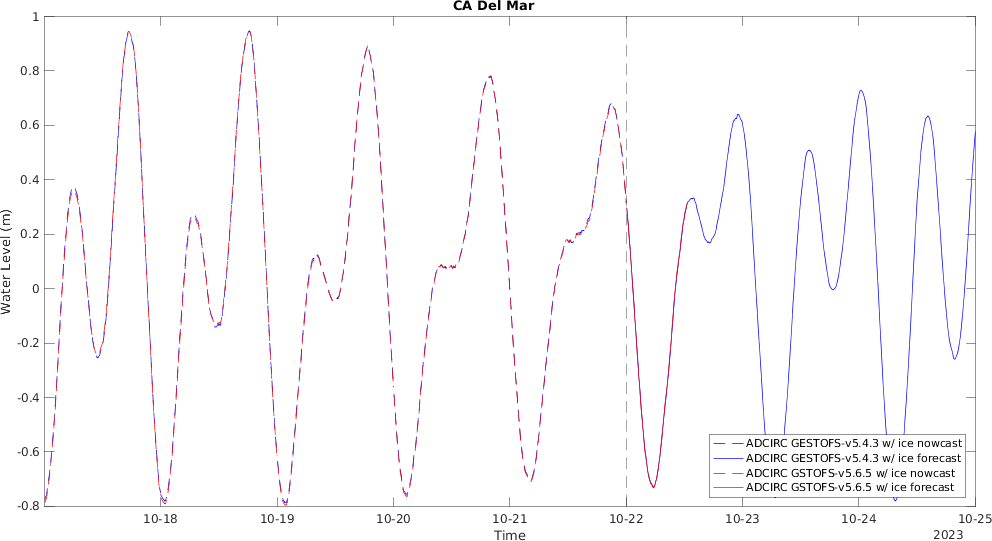 CA Del Mar
1
0.8
0.6
0.4
0.2
0
-0.2
-0.4
-0.6
-0.8
Water Level (m)
ADCIRC GESTOFS-v5.4.3 w/ ice nowcast
ADCIRC GESTOFS-v5.4.3 w/ ice forecast
ADCIRC GSTOFS-v5.6.5 w/ ice nowcast
ADCIRC GSTOFS-v5.6.5 w/ ice forecast
10-18
10-19
10-20
10-21
10-22
10-23
10-24
10-25
Time
2023